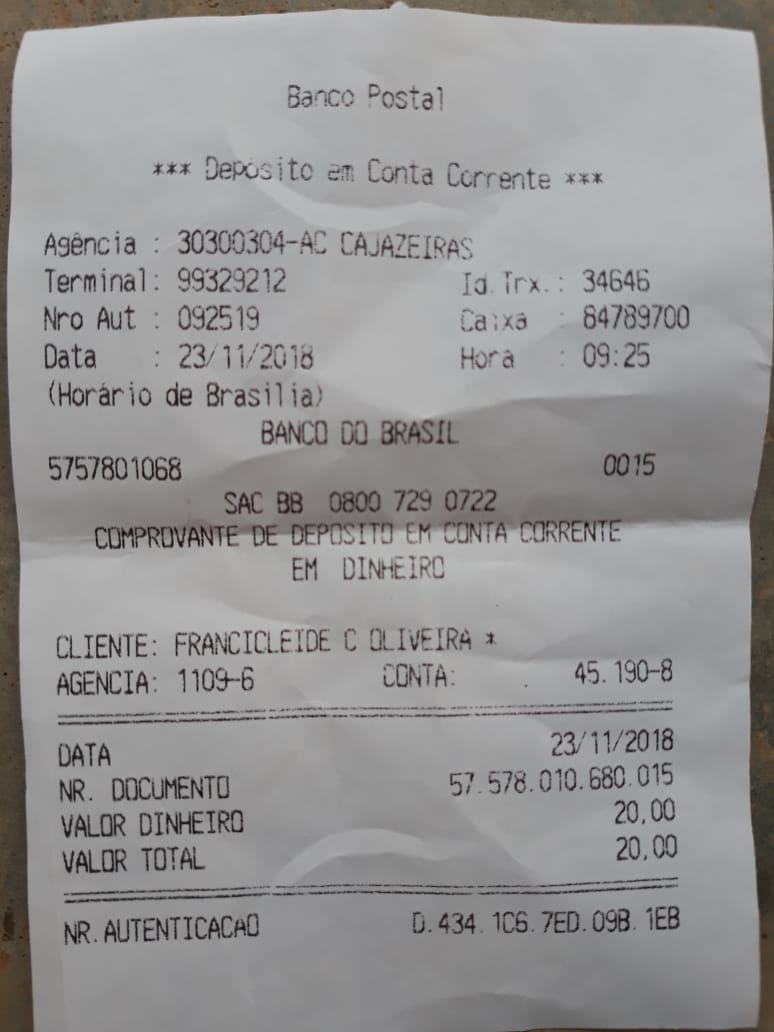 Banco Postal
*** Depósito em Conta Corrente ***
Agência : 30300304-AC CAJAZEIRAS
Terminal: 99329212 Id.Trx.: 34646
Nro Aut : 092519 Caixa : 84789700
Data : 23/11/2018 Hora : 09:25
(Horário de Brasília)
BANCO DO BRASIL
5757801068 0015
SAC BB 0800 729 0722
COMPROVANTE DE DEPOSITO EM CONTA CORRENTE
EM DINHEIRO
CLIENTE: FRANCICLEIDE C OLIVEIRA *
AGENCIA: 1109-6 CONTA: 45.190-8
DATA 23/11/2018
NR. DOCUMENTO 57.578.010.680.015
VALOR DINHEIRO 20,00
VALOR TOTAL 20,00
NR.AUTENTICACAO D.434.1C6.7ED.09B.1EB